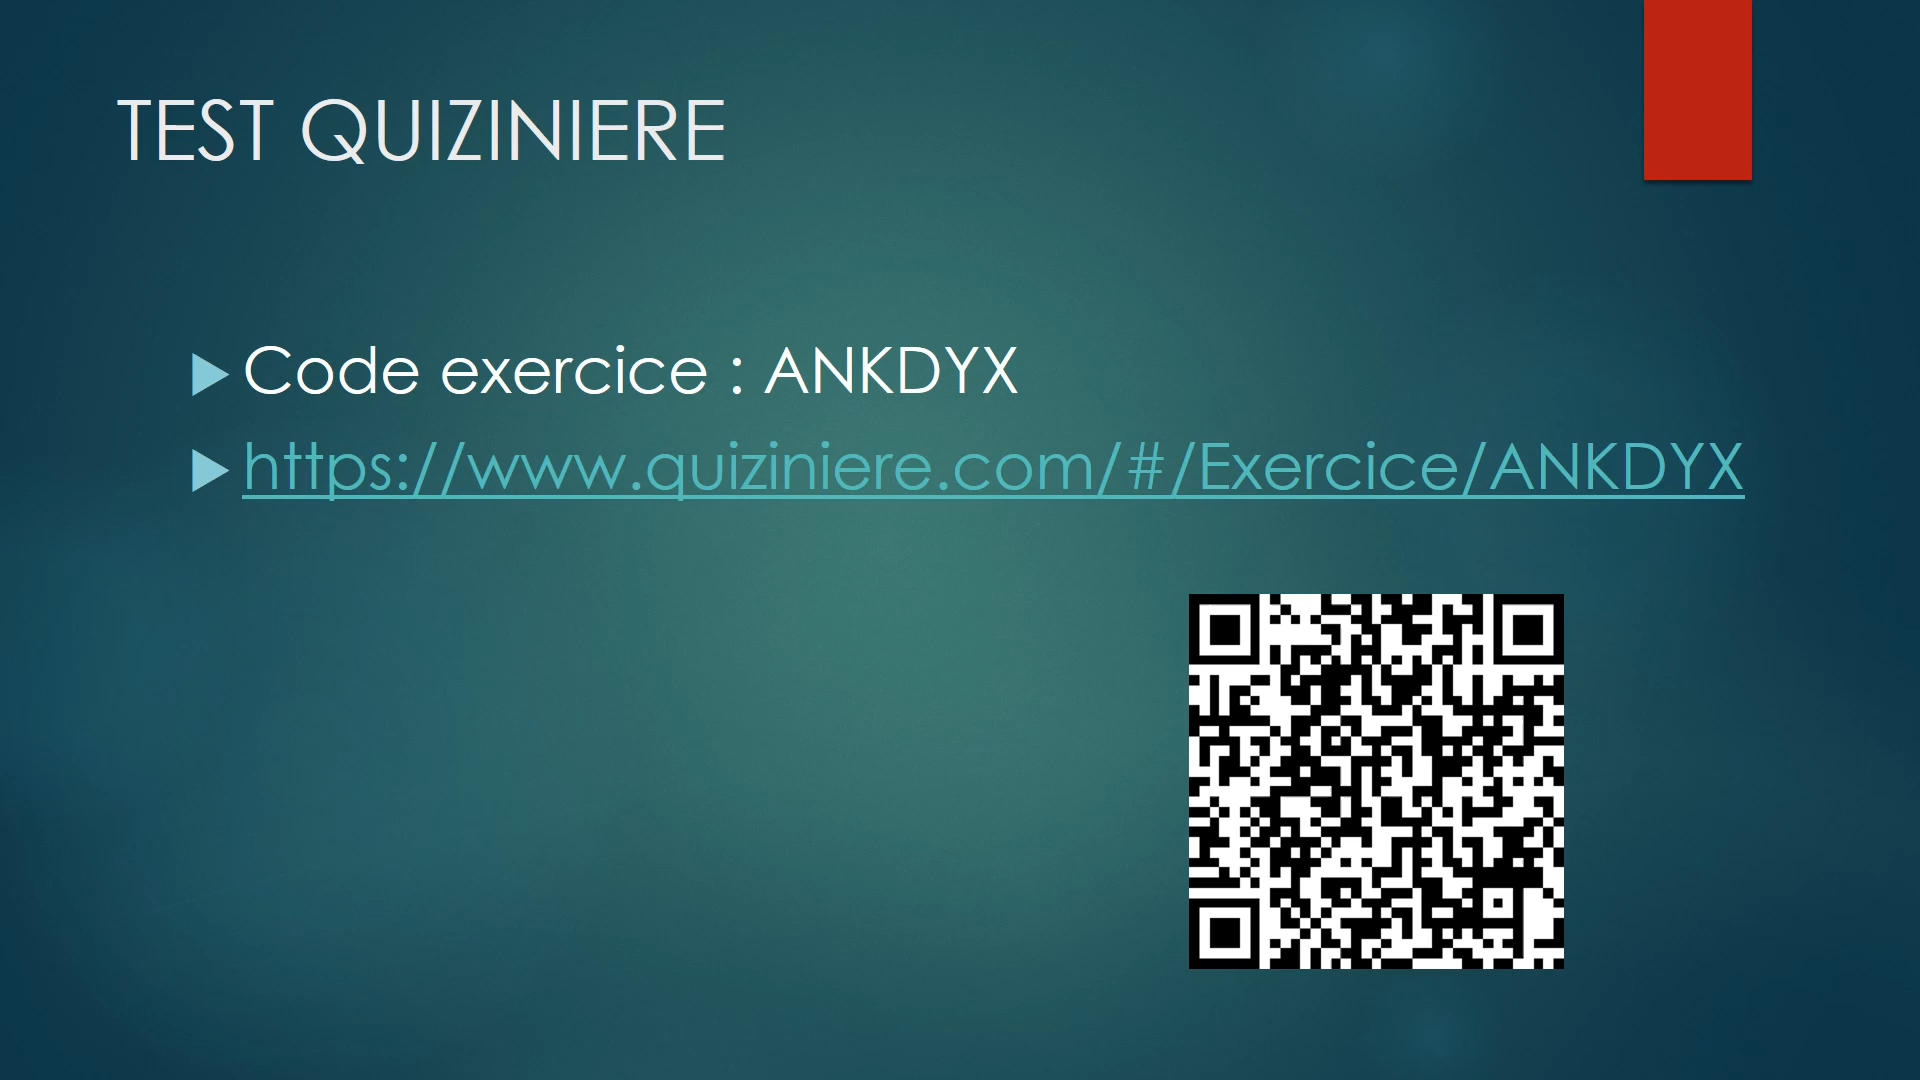 TEST QUIZINIERE
Code exercice : ANKDYX
https://www.quiziniere.com/#/Exercice/ANKDYX